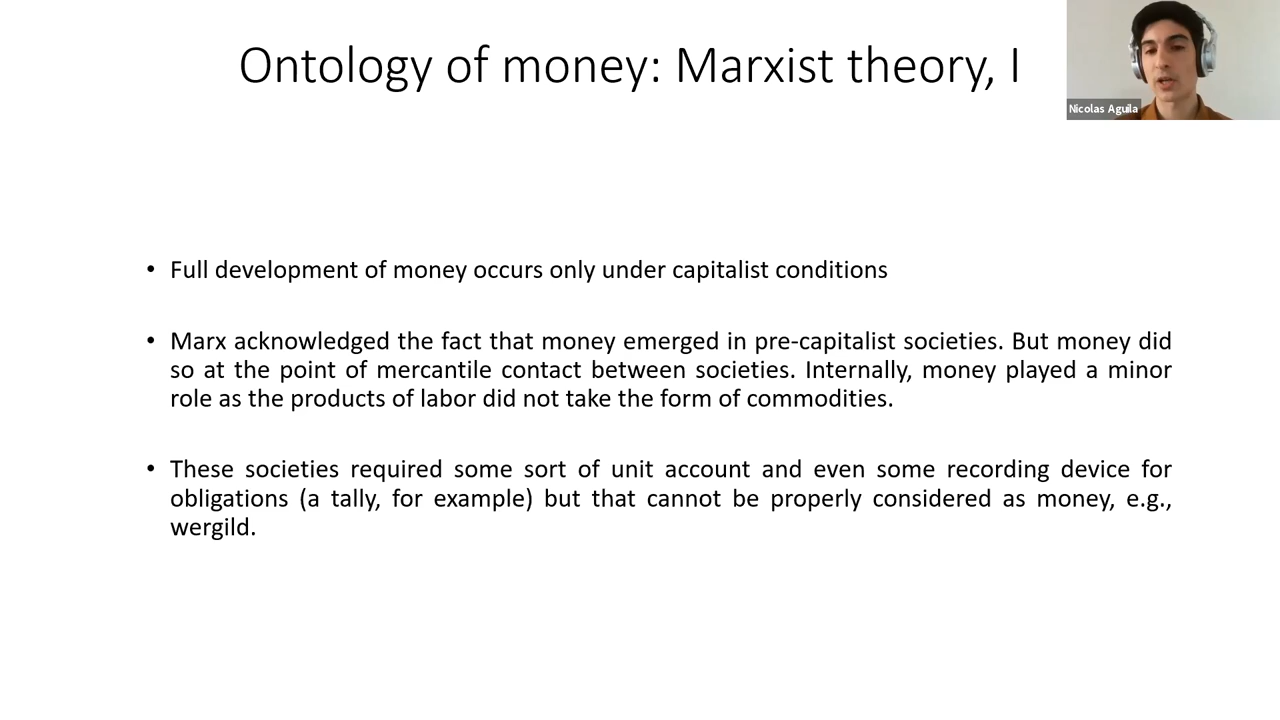 Ontology of money: Marxist theory, I
Nicolas Aguila
• Full development of money occurs only under capitalist conditions
• Marx acknowledged the fact that money emerged in pre-capitalist societies. But money did
so at the point of mercantile contact between societies. Internally, money played a minor
role as the products of labor did not take the form of commodities.
• These societies required some sort of unit account and even some recording device for
obligations (a tally, for example) but that cannot be properly considered as money, e.g.,
wergild.